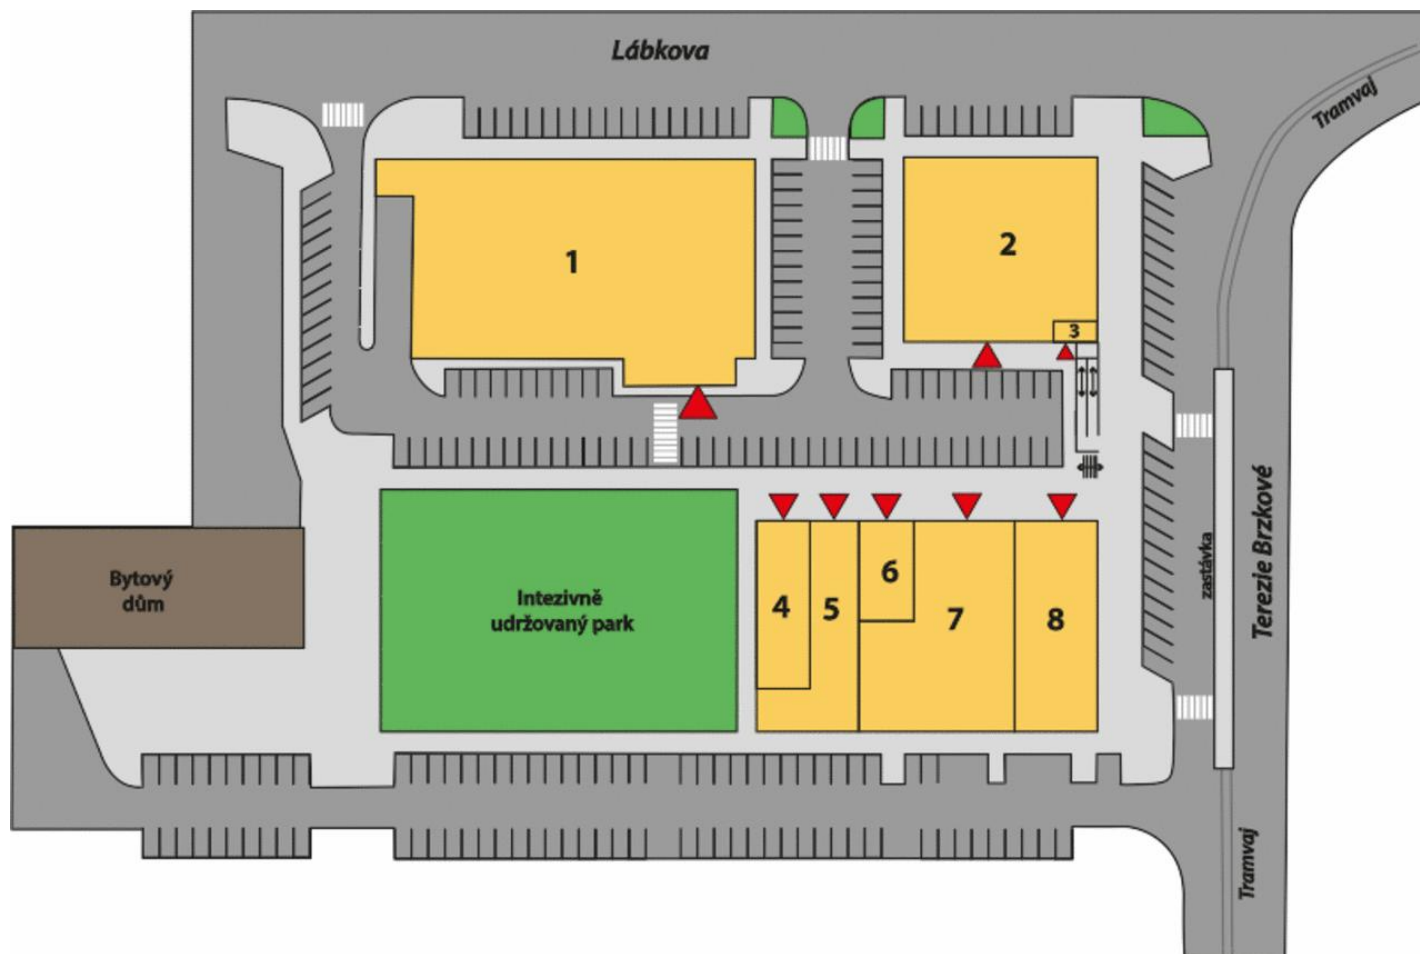 Lábkova
Tramvaj
1
2
3
Terezie Brzkové
zastávka
Bytový
dům
Intezivně
udržovaný park
4
5
6
7
8
Tramvaj